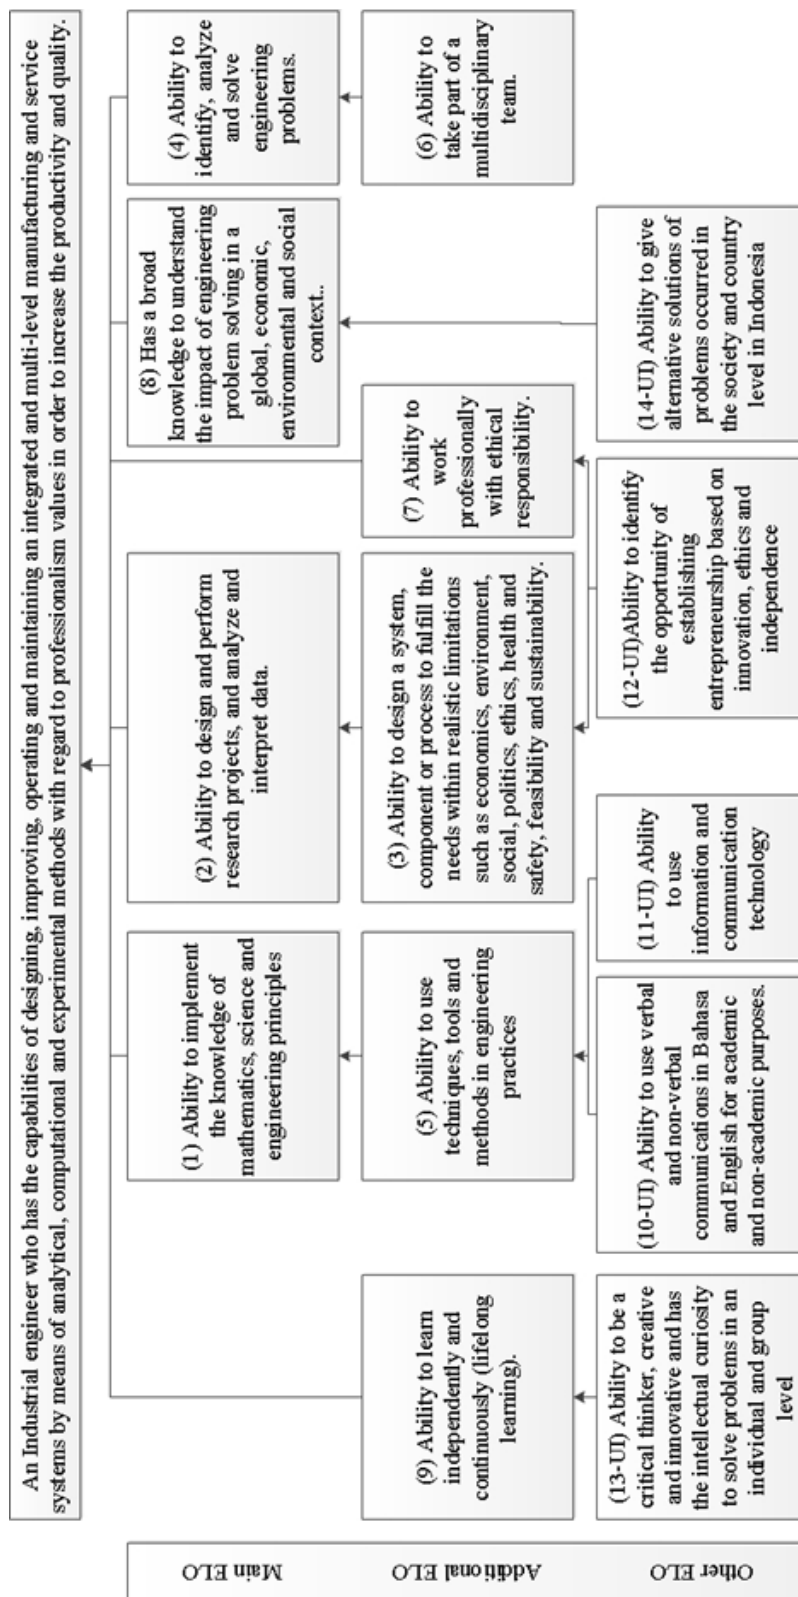 An Industrial engineer who has the capabilities of designing, improving, operating and maintaining an integrated and multi-level manufacturing and service
systems by means of analytical, computational and experimental methods with regard to professionalism values in order to increase the productivity and quality.
Main ELO
(1) Ability to implement
the knowledge of
mathematics, science and
engineering principles
(2) Ability to design and perform
research projects, and analyze and
interpret data.
(8) Has a broad
knowledge to understand
the impact of engineering
problem solving in a
global, economic,
environmental and social
context..
(4) Ability to
identify, analyze
and solve
engineering
problems.
Additional ELO
(9) Ability to learn
independently and
continuously (lifelong
learning).
(5) Ability to use
techniques, tools and
methods in engineering
practices
(3) Ability to design a system,
component or process to fulfill the
needs within realistic limitations
such as economics, environment,
social, politics, ethics, health and
safety, feasibility and sustainability.
(7) Ability to
work
professionally
with ethical
responsibility.
(6) Ability to
take part of a
multidisciplinary
team.
Other ELO
(13-UI) Ability to be a
critical thinker, creative
and innovative and has
the intellectual curiosity
to solve problems in an
individual and group
level
(10-UI) Ability to use verbal
and non-verbal
communications in Bahasa
and English for academic
and non-academic purposes.
(11-UI) Ability
to use
information and
communication
technology
(12-UI)Ability to identify
the opportunity of
establishing
entrepreneurship based on
innovation, ethics and
independence
(14-UI) Ability to give
alternative solutions of
problems occurred in
the society and country
level in Indonesia